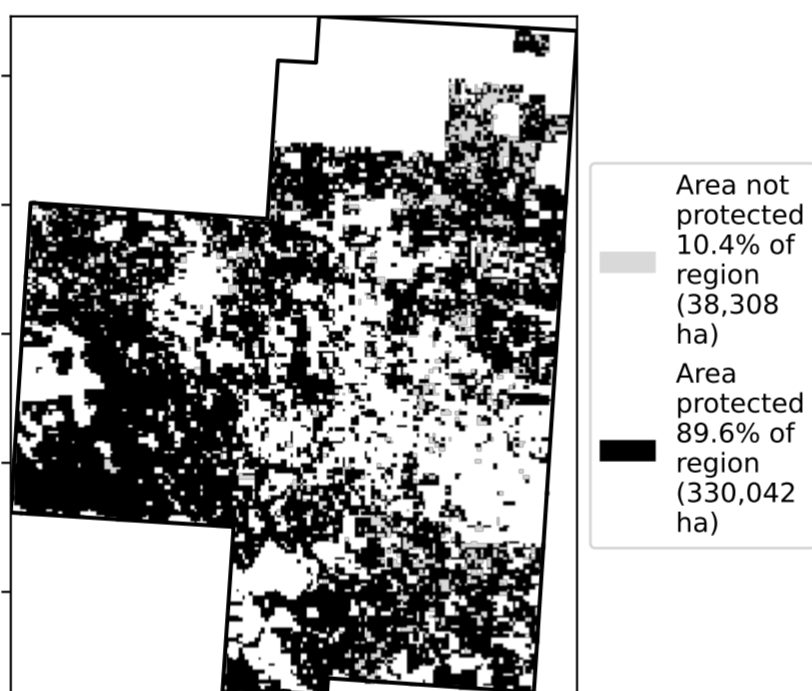 Area not
protected
10.4% of
region
(38,308
ha)
Area
protected
89.6% of
region
(330,042
ha)